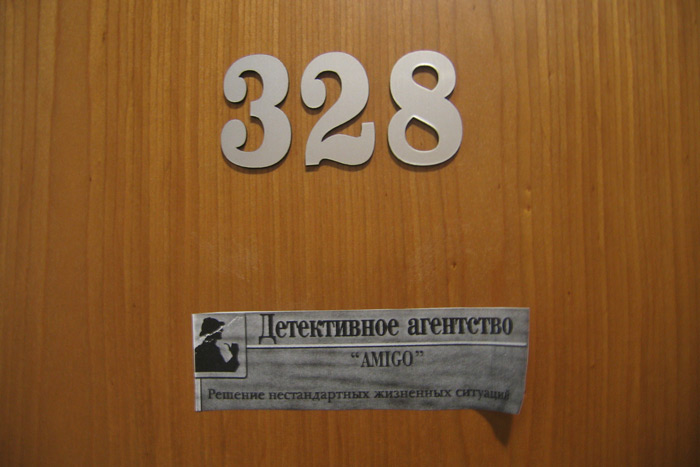 328
Детективное агентство
“AMIGO”
Решение нестандартных жизненных ситуаций